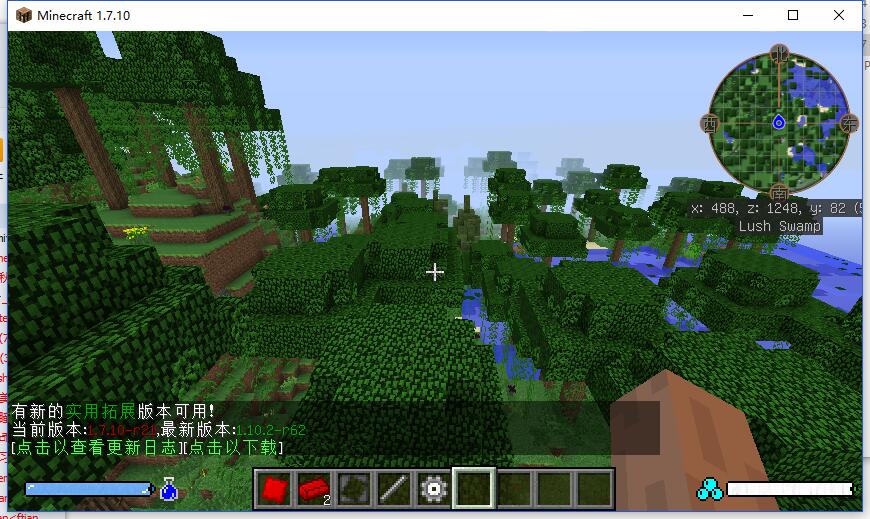 Minecraft 1.7.10
北
西
东
南
x: 488, z: 1248, y: 82
Lush Swamp
有新的实用拓展版本可用!
当前版本:1.7.10-r21,最新版本:1.10.2-r62
[点击以查看更新日志][点击以下载]
2